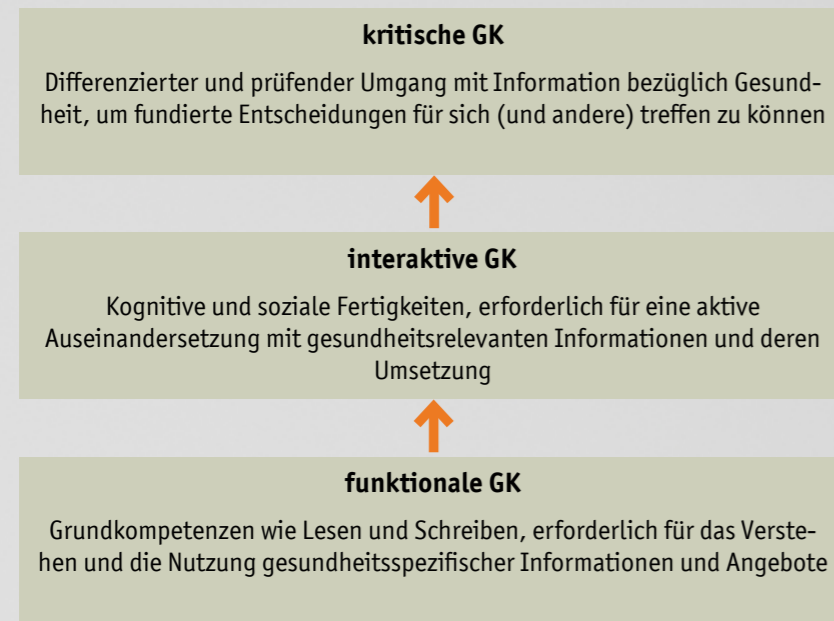 kritische GK
Differenzierter und prüfender Umgang mit Information bezüglich Gesund-
heit, um fundierte Entscheidungen für sich (und andere) treffen zu können
interaktive GK
Kognitive und soziale Fertigkeiten, erforderlich für eine aktive
Auseinandersetzung mit gesundheitsrelevanten Informationen und deren
Umsetzung
funktionale GK
Grundkompetenzen wie Lesen und Schreiben, erforderlich für das Verste-
hen und die Nutzung gesundheitsspezifischer Informationen und Angebote